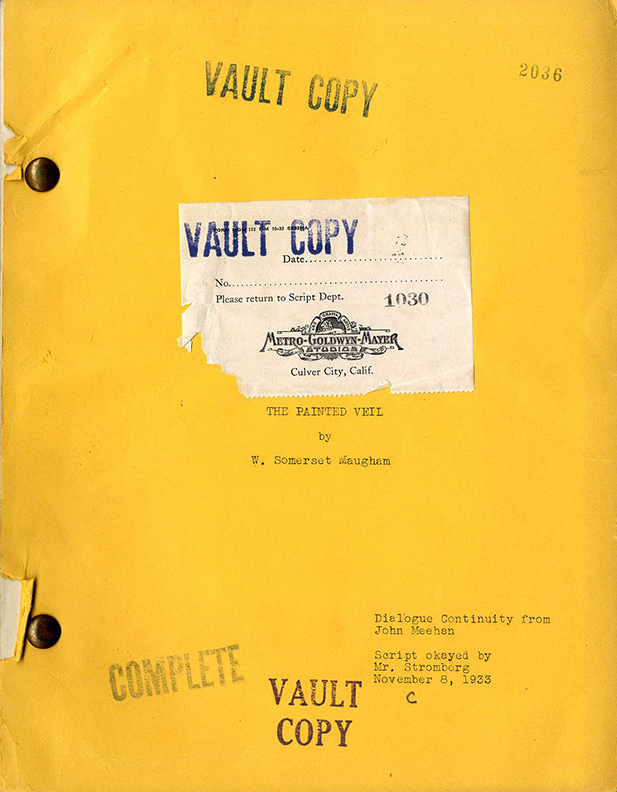 VAULT COPY
2036
VAULT COPY
Date
No.
Please return to Script Dept. 1030
METRO-GOLDWYN-MAYER
STUDIOS
Culver City, Calif.
THE PAINTED VEIL
by
W. Somerset Maugham
Dialogue Continuity from
John Meehan
Script okayed by
Mr. Stromberg
November 8, 1933
C
COMPLETE
VAULT
COPY